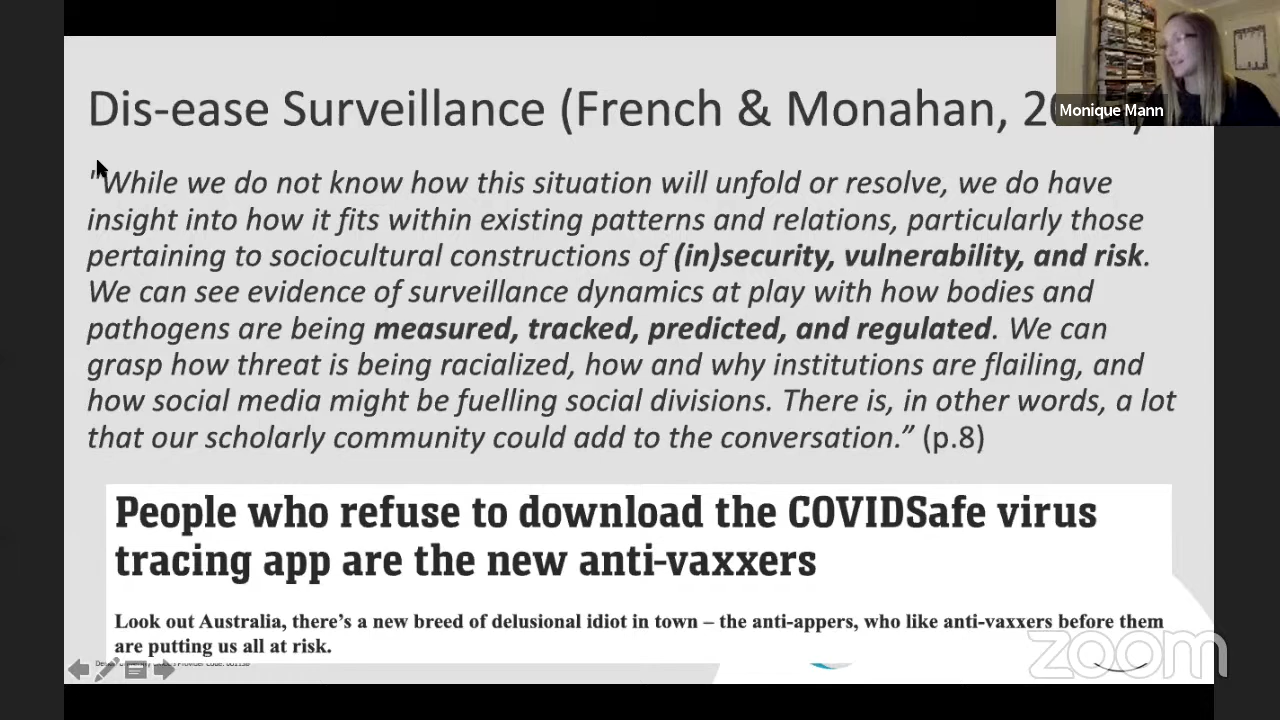 Dis-ease Surveillance (French & Monahan,
Monique Mann
"While we do not know how this situation will unfold or resolve, we do have
insight into how it fits within existing patterns and relations, particularly those
pertaining to sociocultural constructions of (in)security, vulnerability, and risk.
We can see evidence of surveillance dynamics at play with how bodies and
pathogens are being measured, tracked, predicted, and regulated. We can
grasp how threat is being racialized, how and why institutions are flailing, and
how social media might be fuelling social divisions. There is, in other words, a lot
that our scholarly community could add to the conversation.” (p.8)
People who refuse to download the COVIDSafe virus
tracing app are the new anti-vaxxers
Look out Australia, there’s a new breed of delusional idiot in town – the anti-appers, who like anti-vaxxers before them
are putting us all at risk.
zoom